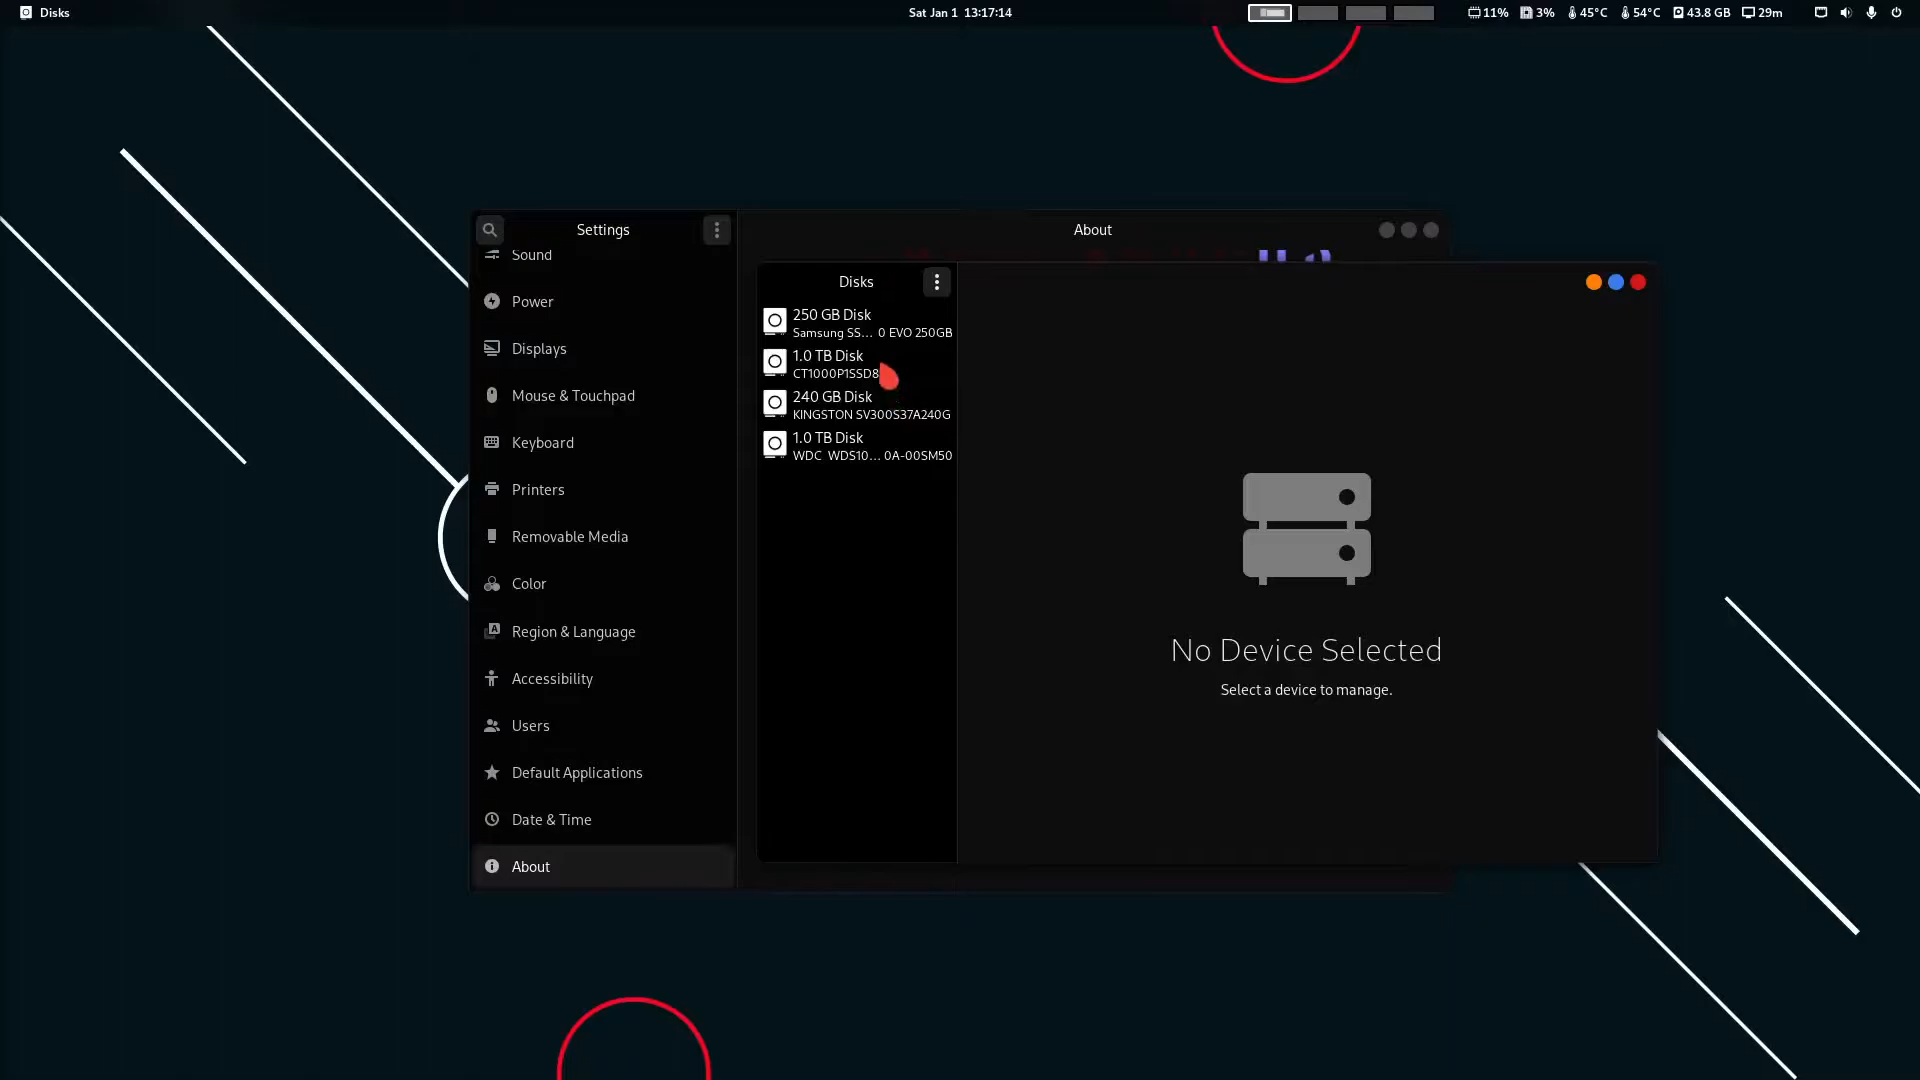 Disks
Sat Jan 1 13:17:14
11%
3%
45°C
54°C
43.8 GB
29m
Settings
About
Sound
Power
Displays
Mouse & Touchpad
Keyboard
Printers
Removable Media
Color
Region & Language
Accessibility
Users
Default Applications
Date & Time
About
Disks
250 GB Disk
Samsung SS... 0 EVO 250GB
1.0 TB Disk
CT1000P1SSD8
240 GB Disk
KINGSTON SV300S37A240G
1.0 TB Disk
WDC WDS10... 0A-00SM50
No Device Selected
Select a device to manage.